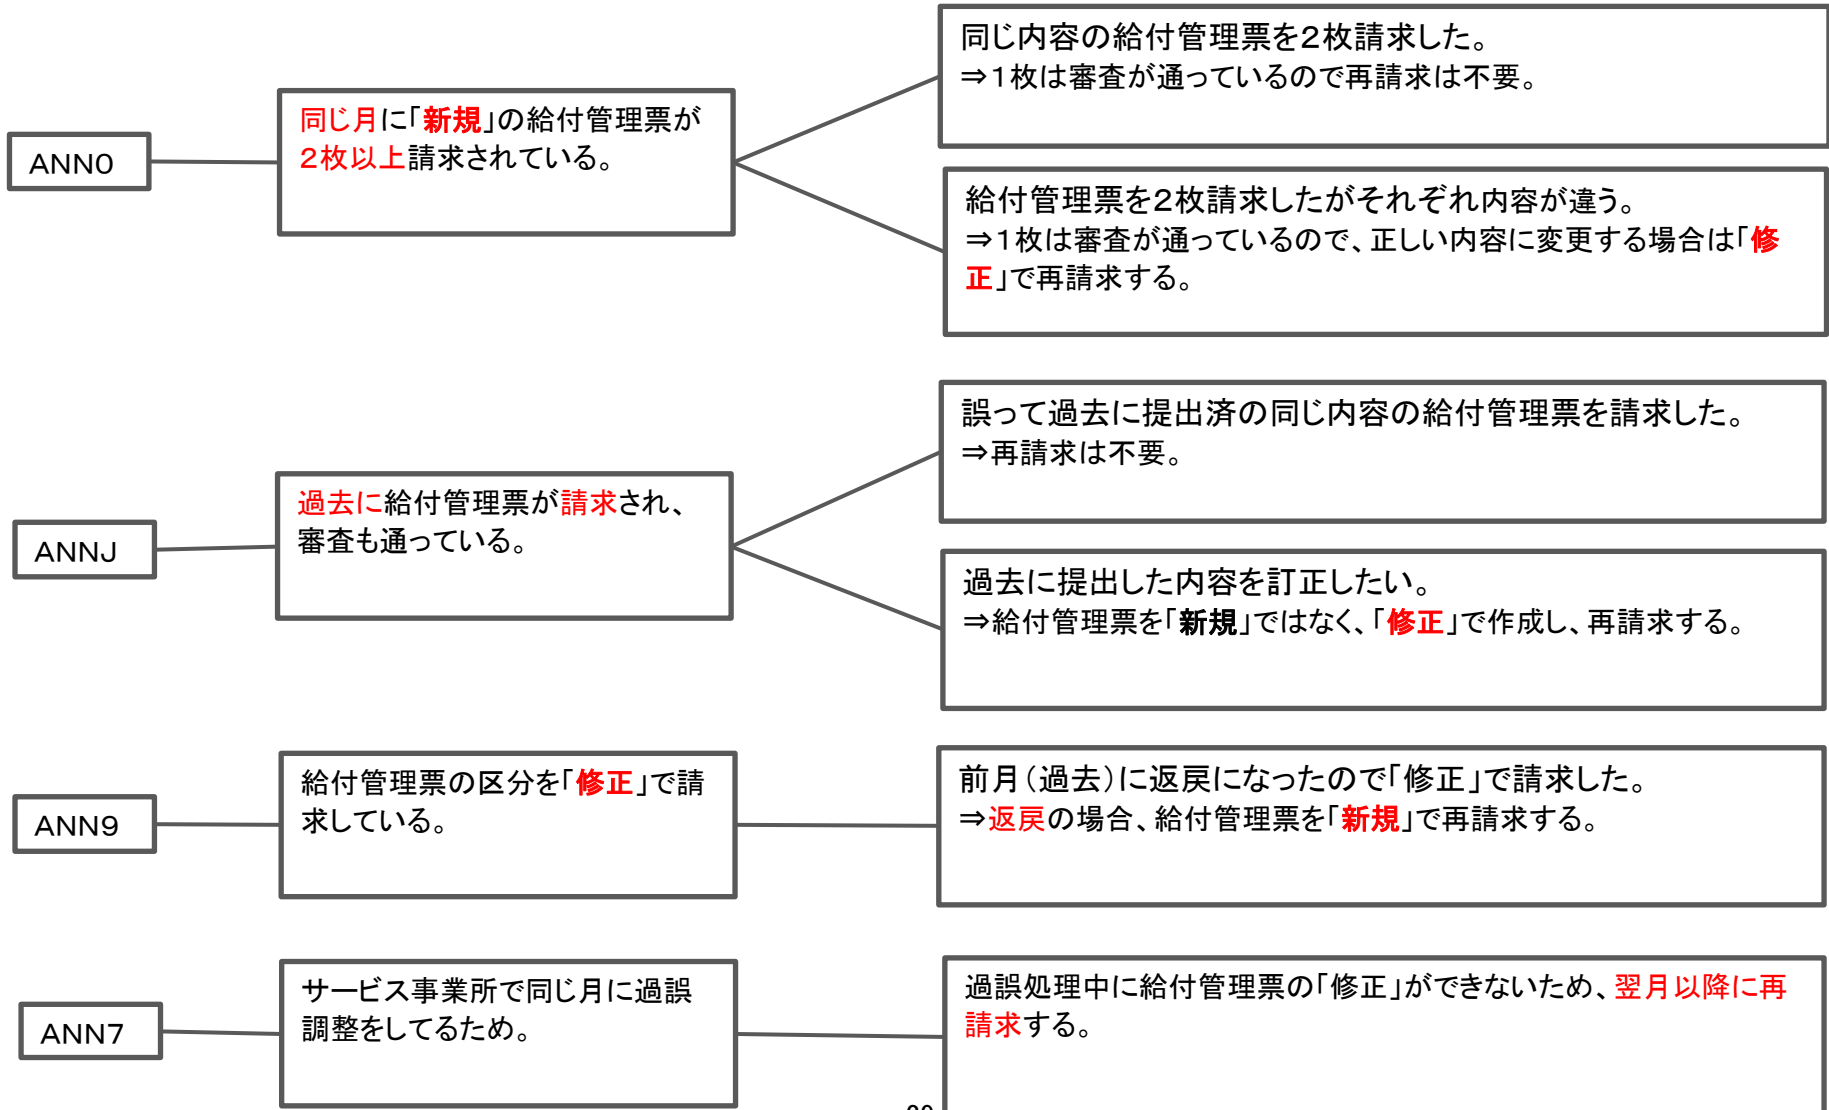 同じ内容の給付管理票を2枚請求した。
⇒1枚は審査が通っているので再請求は不要。
ANN0
同じ月に「新規」の給付管理票が
2枚以上請求されている。
給付管理票を2枚請求したがそれぞれ内容が違う。
⇒1枚は審査が通っているので、正しい内容に変更する場合は「修
正」で再請求する。
誤って過去に提出済の同じ内容の給付管理票を請求した。
⇒再請求は不要。
ANNJ
過去に給付管理票が請求され、
審査も通っている。
過去に提出した内容を訂正したい。
⇒給付管理票を「新規」ではなく、「修正」で作成し、再請求する。
ANN9
給付管理票の区分を「修正」で請
求している。
前月(過去)に返戻になったので「修正」で請求した。
⇒返戻の場合、給付管理票を「新規」で再請求する。
ANN7
サービス事業所で同じ月に過誤
調整をしてるため。
過誤処理中に給付管理票の「修正」ができないため、翌月以降に再
請求する。